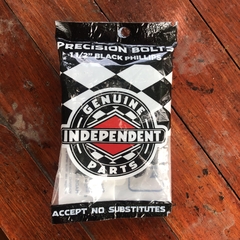 PRECISION BOLTS
1-1/2" BLACK PHILLIPS
GENUINE
INDEPENDENT
PARTS
ACCEPT NO SUBSTITUTES